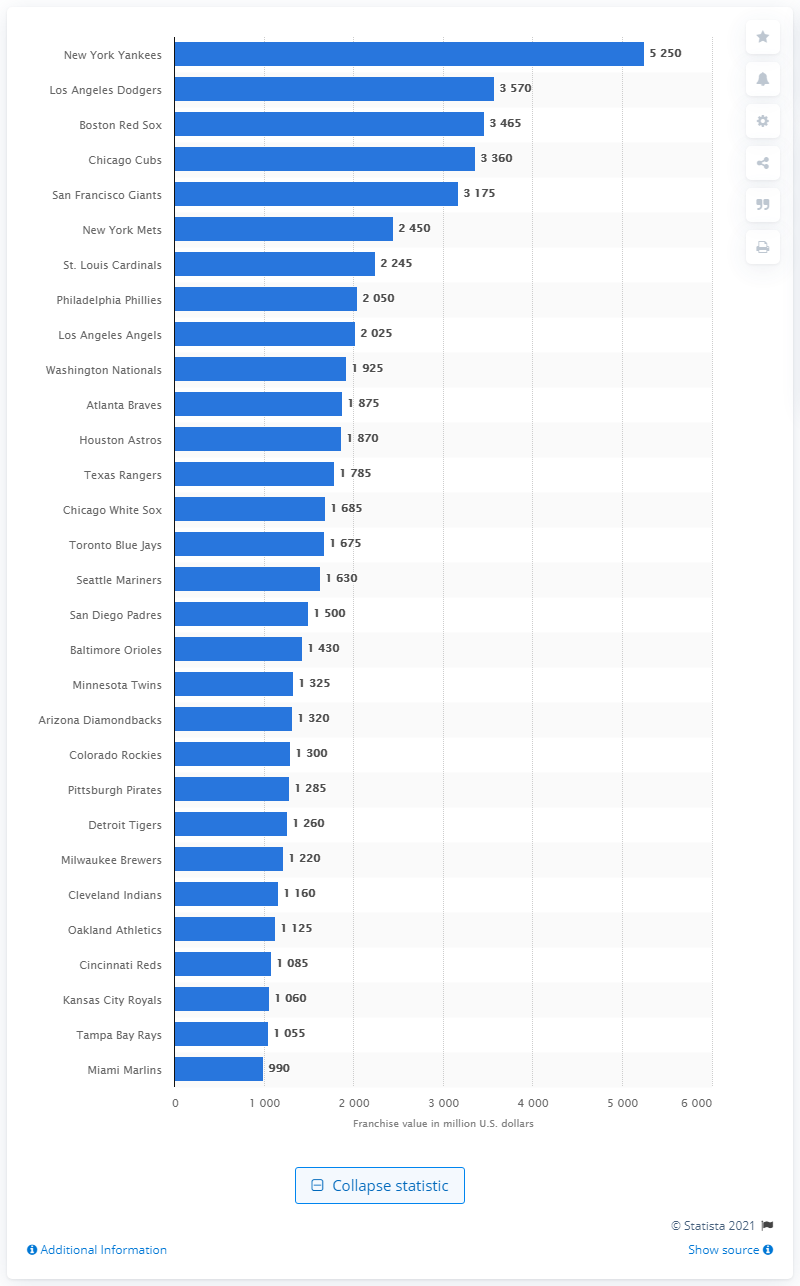 New York Yankees 5 250
Los Angeles Dodgers 3 570
Boston Red Sox 3 465
Chicago Cubs 3 360
San Francisco Giants 3 175
New York Mets 2 450
St. Louis Cardinals 2 245
Philadelphia Phillies 2 050
Los Angeles Angels 2 025
Washington Nationals 1 925
Atlanta Braves 1 875
Houston Astros 1 870
Texas Rangers 1 785
Chicago White Sox 1 685
Toronto Blue Jays 1 675
Seattle Mariners 1 630
San Diego Padres 1 500
Baltimore Orioles 1 430
Minnesota Twins 1 325
Arizona Diamondbacks 1 320
Colorado Rockies 1 300
Pittsburgh Pirates 1 285
Detroit Tigers 1 260
Milwaukee Brewers 1 220
Cleveland Indians 1 160
Oakland Athletics 1 125
Cincinnati Reds 1 085
Kansas City Royals 1 060
Tampa Bay Rays 1 055
Miami Marlins 990
0 1 000 2 000 3 000 4 000 5 000 6 000
Franchise value in million U.S. dollars
Collapse statistic
© Statista 2021
Additional Information Show source